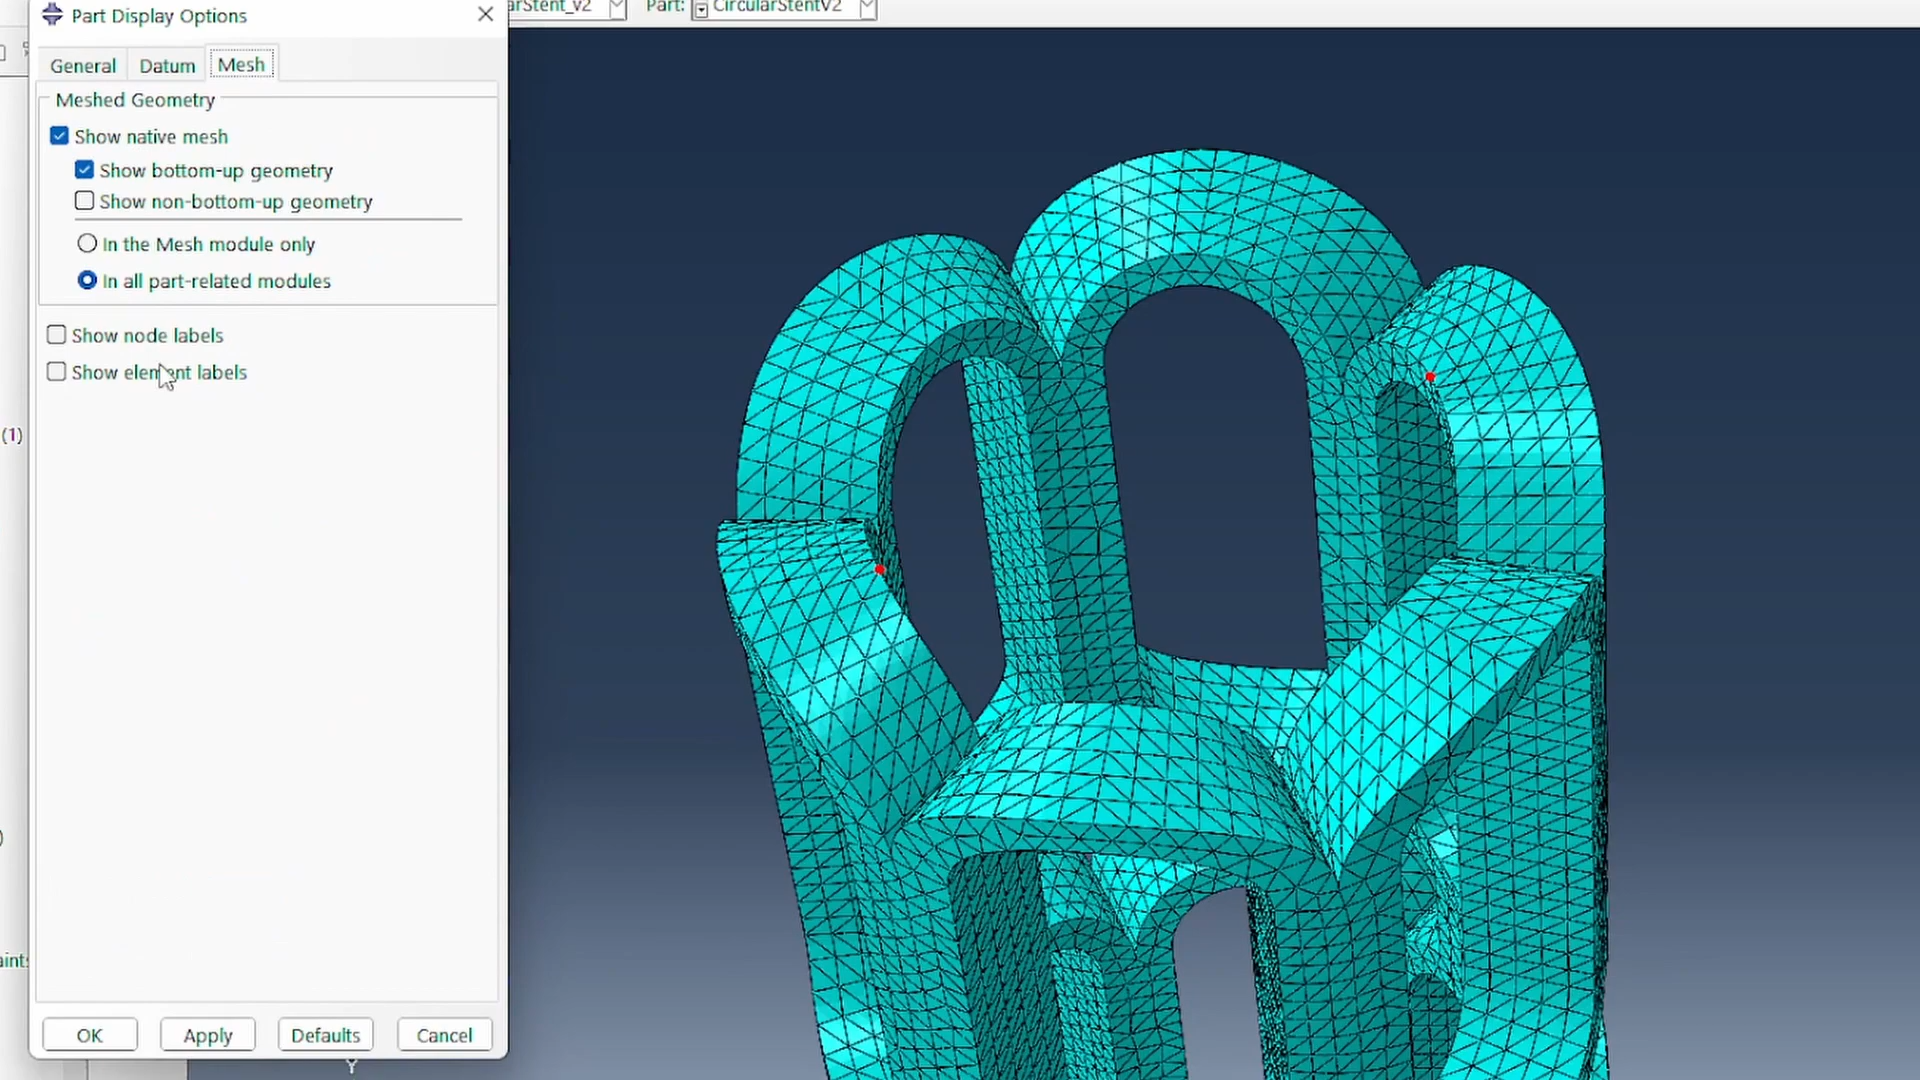 Part Display Options
arStent_v2
Part:
CircularStentV2
General
Datum
Mesh
Meshed Geometry
Show native mesh
Show bottom-up geometry
Show non-bottom-up geometry
In the Mesh module only
In all part-related modules
Show node labels
Show element labels
(1)
)
aints
OK
Apply
Defaults
Cancel
Y